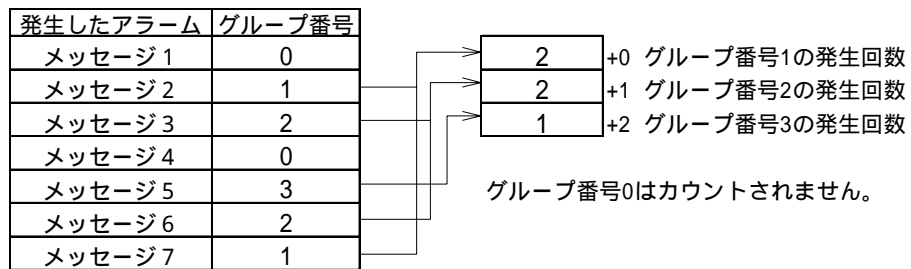 発生したアラーム グループ番号
メッセージ1 0
メッセージ2 1
メッセージ3 2
メッセージ4 0
メッセージ5 3
メッセージ6 2
メッセージ7 1
2 +0 グループ番号1の発生回数
2 +1 グループ番号2の発生回数
1 +2 グループ番号3の発生回数
グループ番号0はカウントされません。